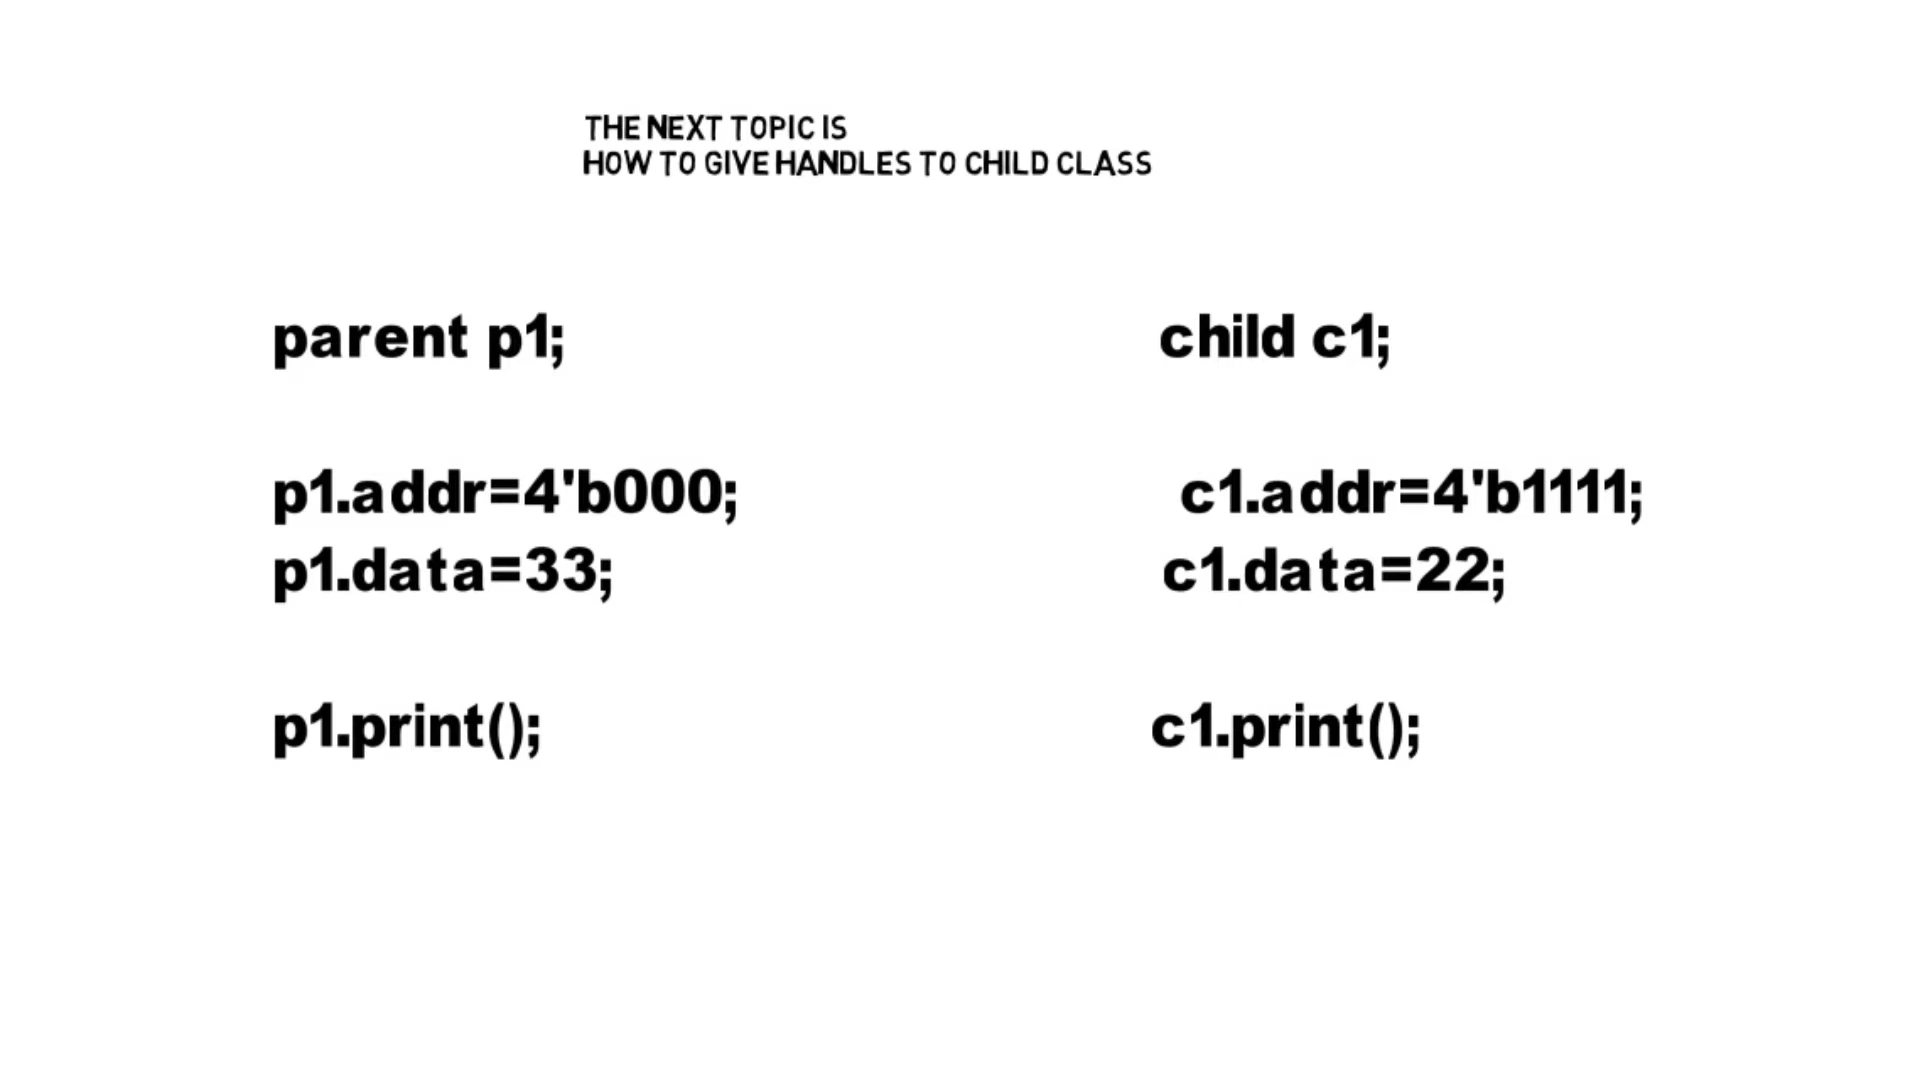 THE NEXT TOPIC IS
HOW TO GIVE HANDLES TO CHILD CLASS
parent p1;
p1.addr=4'b000;
p1.data=33;
p1.print();
child c1;
c1.addr=4'b1111;
c1.data=22;
c1.print();